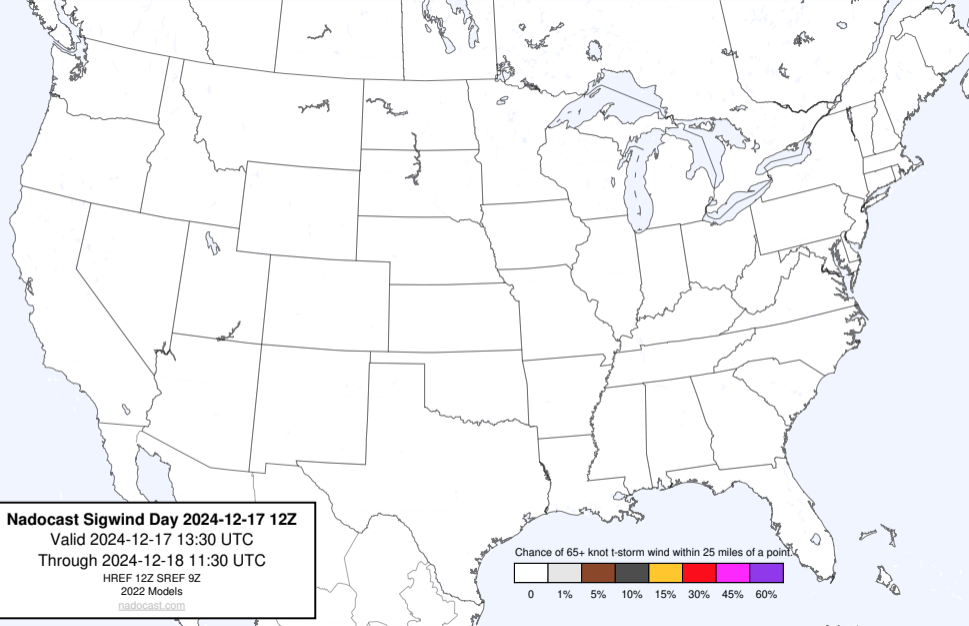 Nadocast Sigwind Day 2024-12-17 12Z
Valid 2024-12-17 13:30 UTC
Through 2024-12-18 11:30 UTC
HREF 12Z SREF 9Z
2022 Models
nadocast.com
Chance of 65+ knot t-storm wind within 25 miles of a point.
0 1% 5% 10% 15% 30% 45% 60%